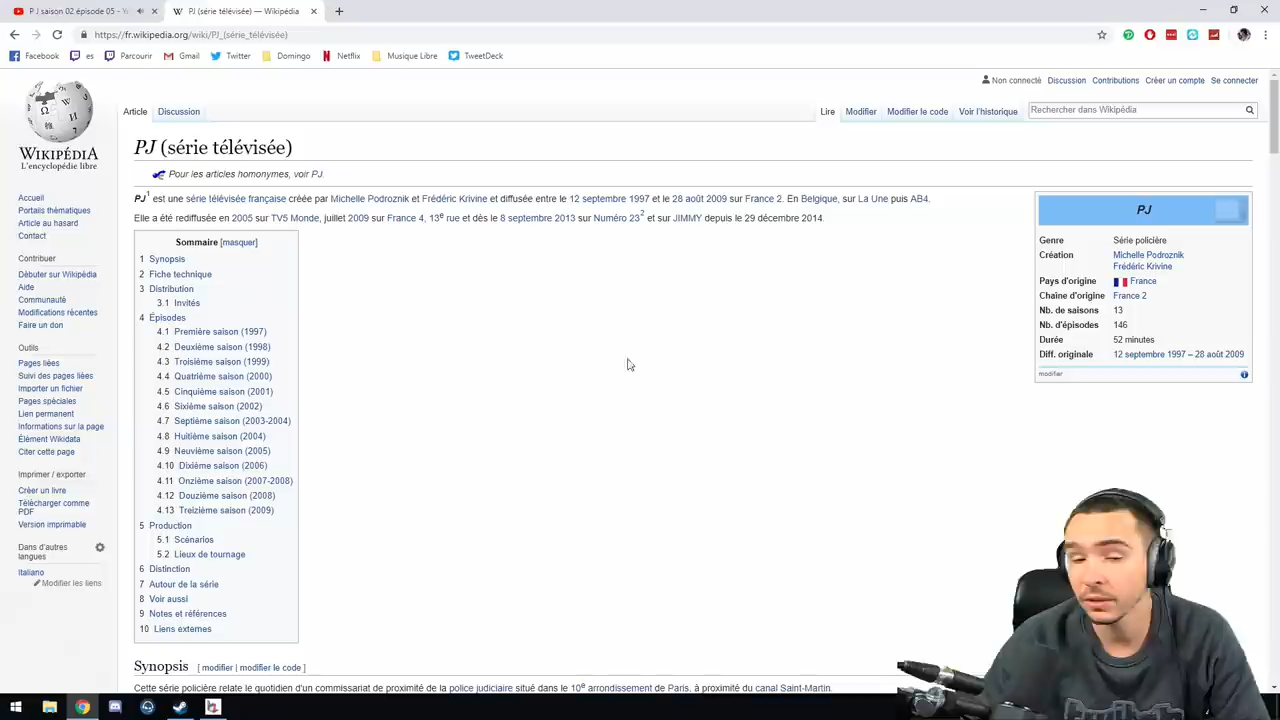 P J saison 02 épisode 05 - Y
PJ (série télévisée) — Wikipédia
https://fr.wikipedia.org/wiki/PJ_(série_télévisée)
Facebook es Parcourir Gmail Twitter Domingo Netflix Musique Libre TweetDeck
Non connecté Discussion Contributions Créer un compte Se connecter
Article Discussion Lire Modifier Modifier le code Voir l'historique Rechercher dans Wikipédia
WIKIPÉDIA
L'encyclopédie libre
Accueil
Portails thématiques
Article au hasard
Contact
Contribuer
Débuter sur Wikipédia
Aide
Communauté
Modifications récentes
Faire un don
Outils
Pages liées
Suivi des pages liées
Importer un fichier
Pages spéciales
Lien permanent
Informations sur la page
Élément Wikidata
Citer cette page
Imprimer / exporter
Créer un livre
Télécharger comme
PDF
Version imprimable
Dans d'autres
langues
Italiano
Modifier les liens
PJ (série télévisée)
Pour les articles homonymes, voir PJ.
PJ1 est une série télévisée française créée par Michelle Podroznik et Frédéric Krivine et diffusée entre le 12 septembre 1997 et le 28 août 2009 sur France 2. En Belgique, sur La Une puis AB4.
Elle a été rediffusée en 2005 sur TV5 Monde, juillet 2009 sur France 4, 13e rue et dès le 8 septembre 2013 sur Numéro 232 et sur JIMMY depuis le 29 décembre 2014.
Sommaire [masquer]
1 Synopsis
2 Fiche technique
3 Distribution
3.1 Invités
4 Épisodes
4.1 Première saison (1997)
4.2 Deuxième saison (1998)
4.3 Troisième saison (1999)
4.4 Quatrième saison (2000)
4.5 Cinquième saison (2001)
4.6 Sixième saison (2002)
4.7 Septième saison (2003-2004)
4.8 Huitième saison (2004)
4.9 Neuvième saison (2005)
4.10 Dixième saison (2006)
4.11 Onzième saison (2007-2008)
4.12 Douzième saison (2008)
4.13 Treizième saison (2009)
5 Production
5.1 Scénarios
5.2 Lieux de tournage
6 Distinction
7 Autour de la série
8 Voir aussi
9 Notes et références
10 Liens externes
PJ
Genre Série policière
Création Michelle Podroznik
Frédéric Krivine
Pays d'origine France
Chaîne d'origine France 2
Nb. de saisons 13
Nb. d'épisodes 146
Durée 52 minutes
Diff. originale 12 septembre 1997 – 28 août 2009
modifier
Synopsis [ modifier | modifier le code ]
Cette série policière relate le quotidien d'un commissariat de proximité de la police judiciaire situé dans le 10e arrondissement de Paris, à proximité du canal Saint-Martin.